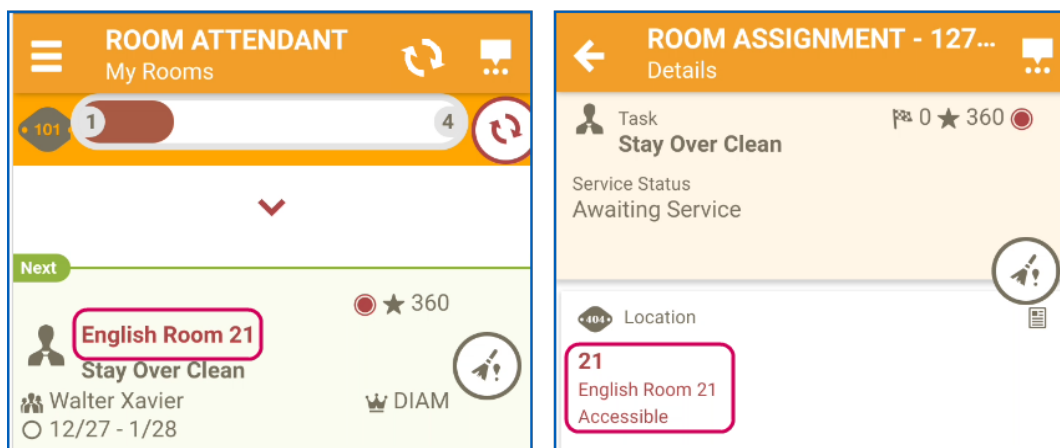 ROOM ATTENDANT
My Rooms
101
1
4
Next
360
English Room 21
Stay Over Clean
Walter Xavier
DIAM
12/27 - 1/28
ROOM ASSIGNMENT - 127...
Details
Task
0
360
Stay Over Clean
Service Status
Awaiting Service
404
Location
21
English Room 21
Accessible